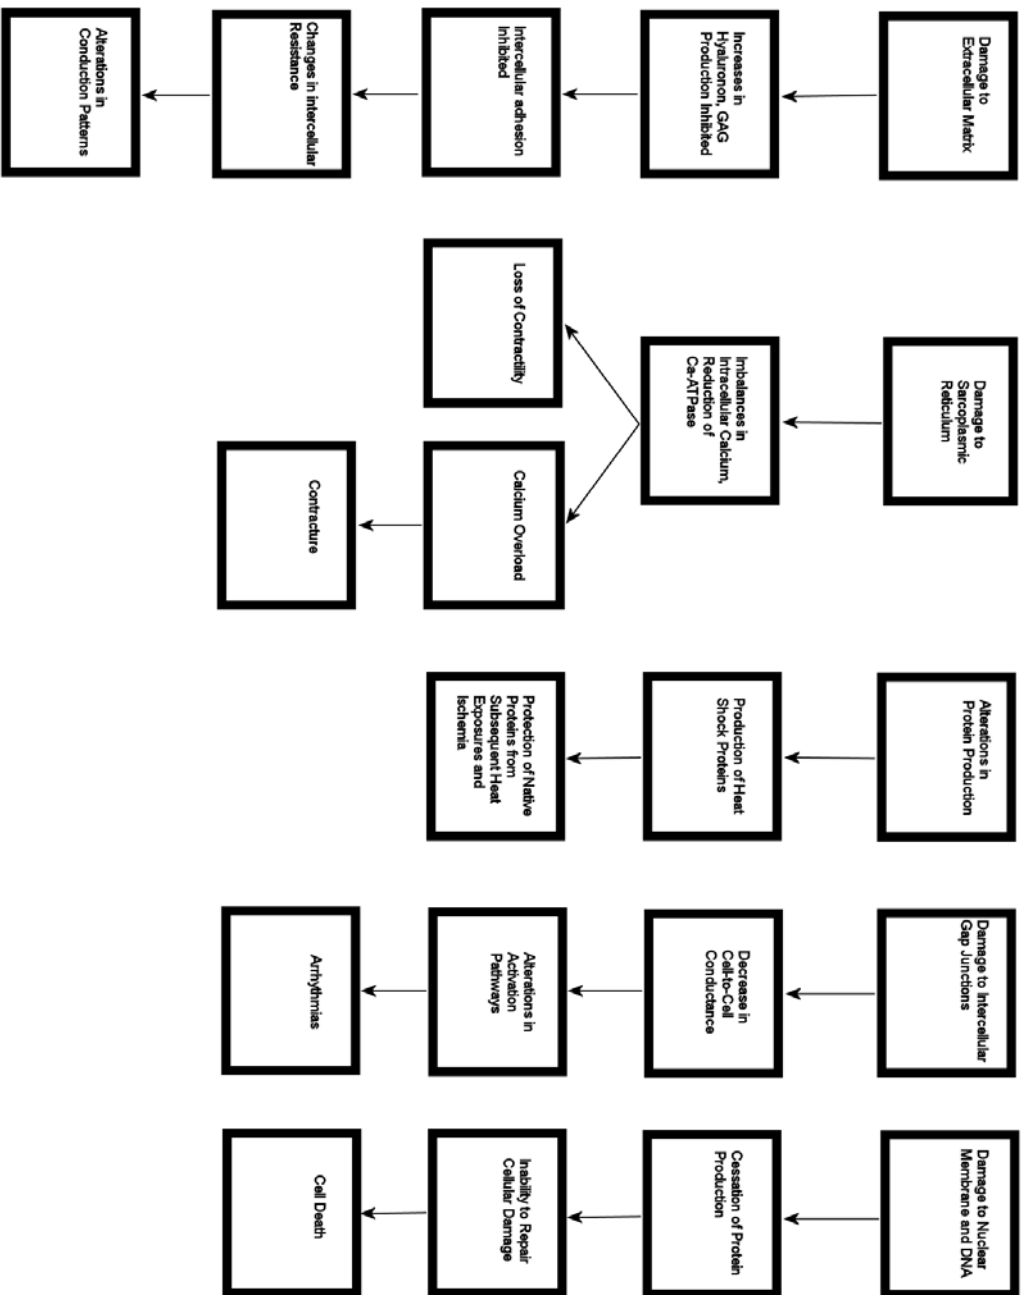 Damage to
Extracellular Matrix
Increases in
Hyaluronon, GAG
Production Inhibited
Intercellular adhesion
Inhibited
Changes in intercellular
Resistance
Alterations in
Conduction Patterns
Damage to
Sarcoplasmic
Reticulum
Imbalances in
Intracellular Calcium,
Reduction of
Ca-ATPase
Loss of Contractility
Calcium Overload
Contracture
Alterations in
Protein Production
Production of Heat
Shock Proteins
Protection of Native
Proteins from
Subsequent Heat
Exposures and
Ischemia
Damage to Intercellular
Gap Junctions
Decrease in
Cell-to-Cell
Conductance
Alterations in
Activation
Pathways
Arrhythmias
Damage to Nuclear
Membrane and DNA
Cessation of Protein
Production
Inability to Repair
Cellular Damage
Cell Death